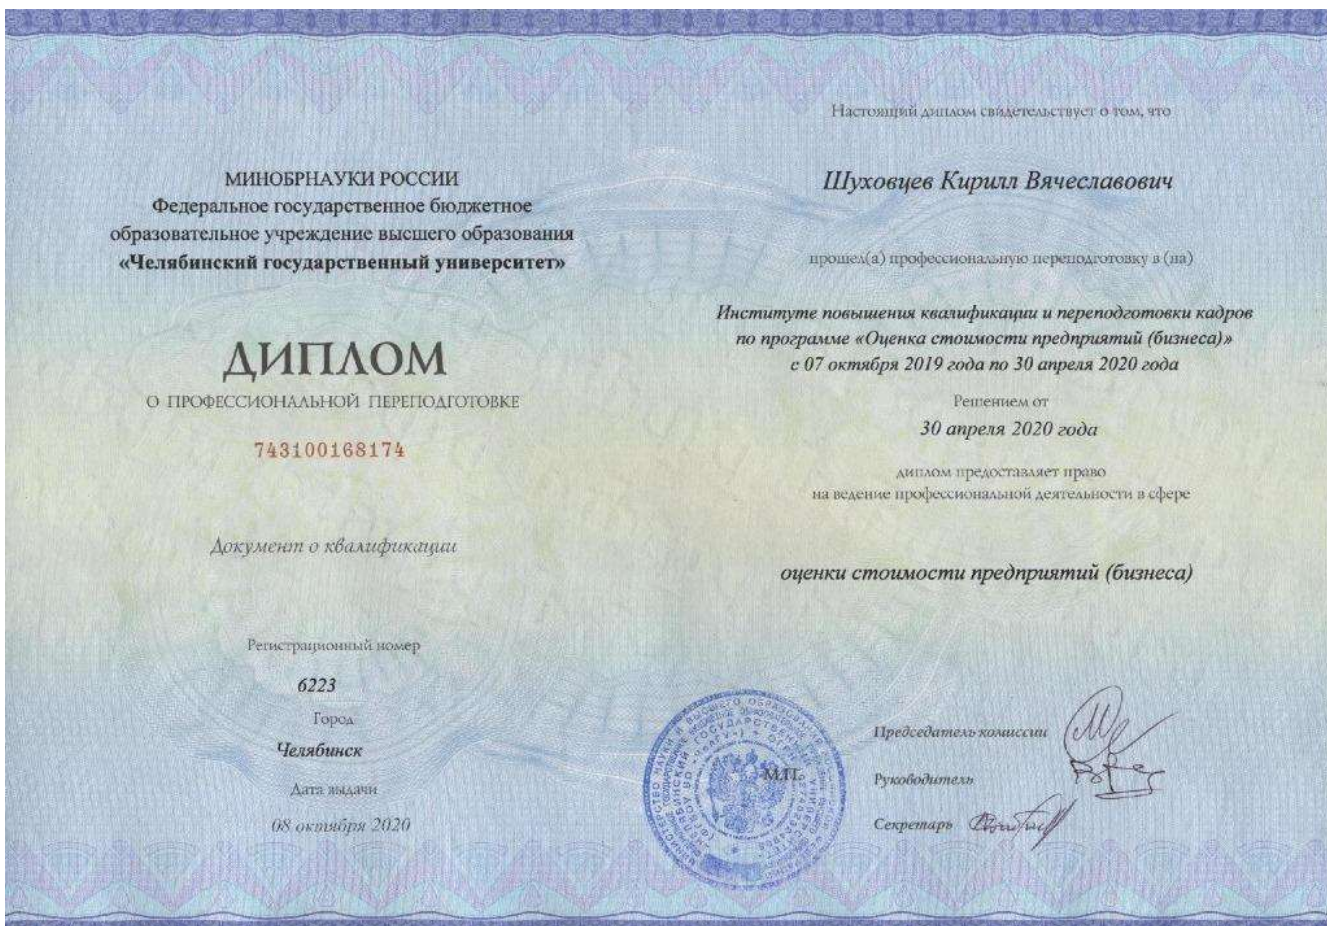 МИНОБРНАУКИ РОССИИ
Федеральное государственное бюджетное
образовательное учреждение высшего образования
«Челябинский государственный университет»
ДИПЛОМ
О ПРОФЕССИОНАЛЬНОЙ ПЕРЕПОДГОТОВКЕ
743100168174
Документ о квалификации
Регистрационный номер
6223
Город
Челябинск
Дата выдачи
08 октября 2020
Настоящий диплом свидетельствует о том, что
Шуховцев Кирилл Вячеславович
прошел(а) профессиональную переподготовку в (на)
Институте повышения квалификации и переподготовки кадров
по программе «Оценка стоимости предприятий (бизнеса)»
с 07 октября 2019 года по 30 апреля 2020 года
Решением от
30 апреля 2020 года
диплом предоставляет право
на ведение профессиональной деятельности в сфере
оценки стоимости предприятий (бизнеса)
М.П.
Председатель комиссии
Руководитель
Секретарь